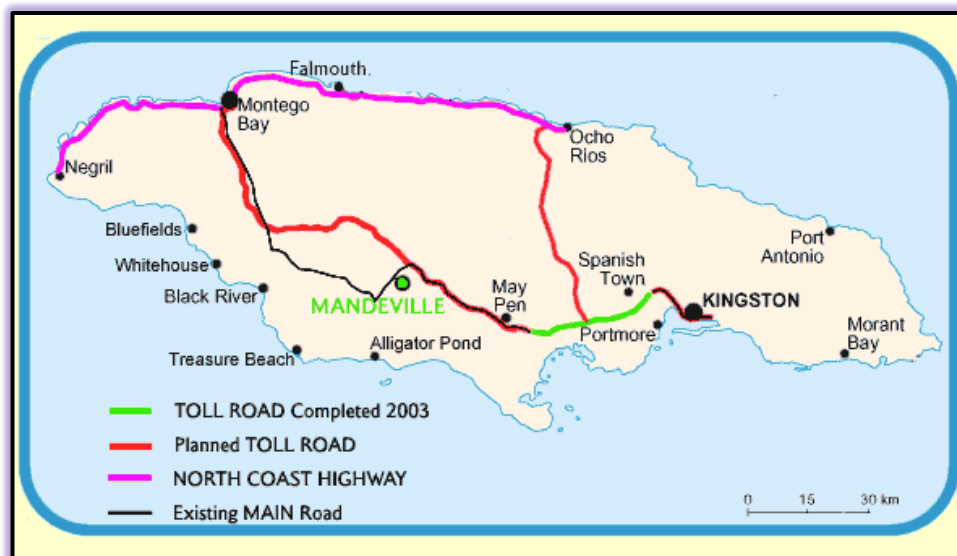 Falmouth.
Montego
Bay
Ocho
Rios
Negril
Bluefields
Port
Antonio
Whitehouse
Spanish
Town
May
Pen
Black River
MANDEVILLE
KINGSTON
Portmore
Morant
Bay
Treasure Beach
Alligator Pond
TOLL ROAD Completed 2003
Planned TOLL ROAD
NORTH COAST HIGHWAY
Existing MAIN Road
0 15 30 km